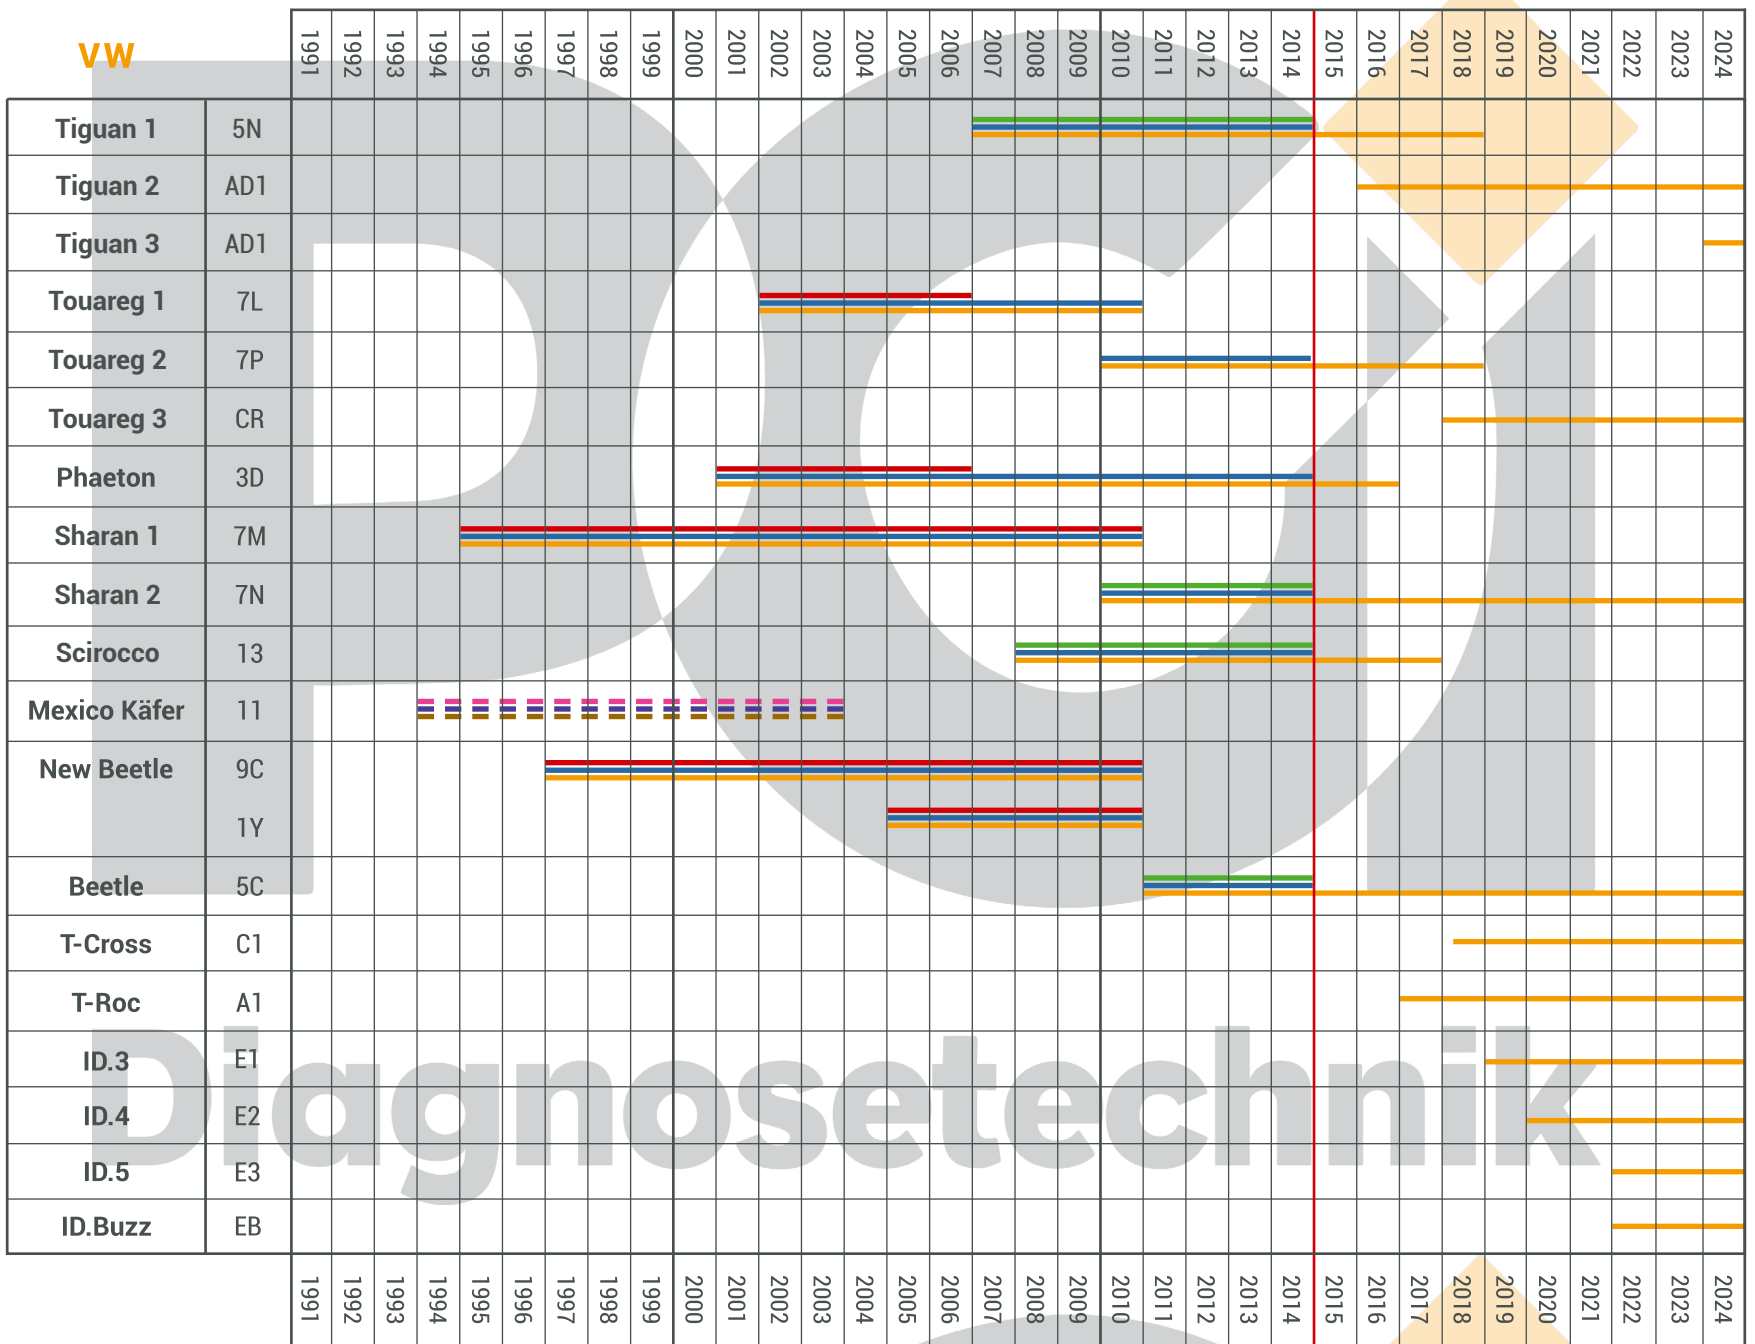 VW 1991 1992 1993 1994 1995 1996 1997 1998 1999 2000 2001 2002 2003 2004 2005 2006 2007 2008 2009 2010 2011 2012 2013 2014 2015 2016 2017 2018 2019 2020 2021 2022 2023 2024
Tiguan 1 5N
Tiguan 2 AD1
Tiguan 3 AD1
Touareg 1 7L
Touareg 2 7P
Touareg 3 CR
Phaeton 3D
Sharan 1 7M
Sharan 2 7N
Scirocco 13
Mexico Käfer 11
New Beetle 9C
1Y
Beetle 5C
T-Cross C1
T-Roc A1
ID.3 E1
ID.4 E2
ID.5 E3
ID.Buzz EB
1991 1992 1993 1994 1995 1996 1997 1998 1999 2000 2001 2002 2003 2004 2005 2006 2007 2008 2009 2010 2011 2012 2013 2014 2015 2016 2017 2018 2019 2020 2021 2022 2023 2024
PCi
Diagnosetechnik